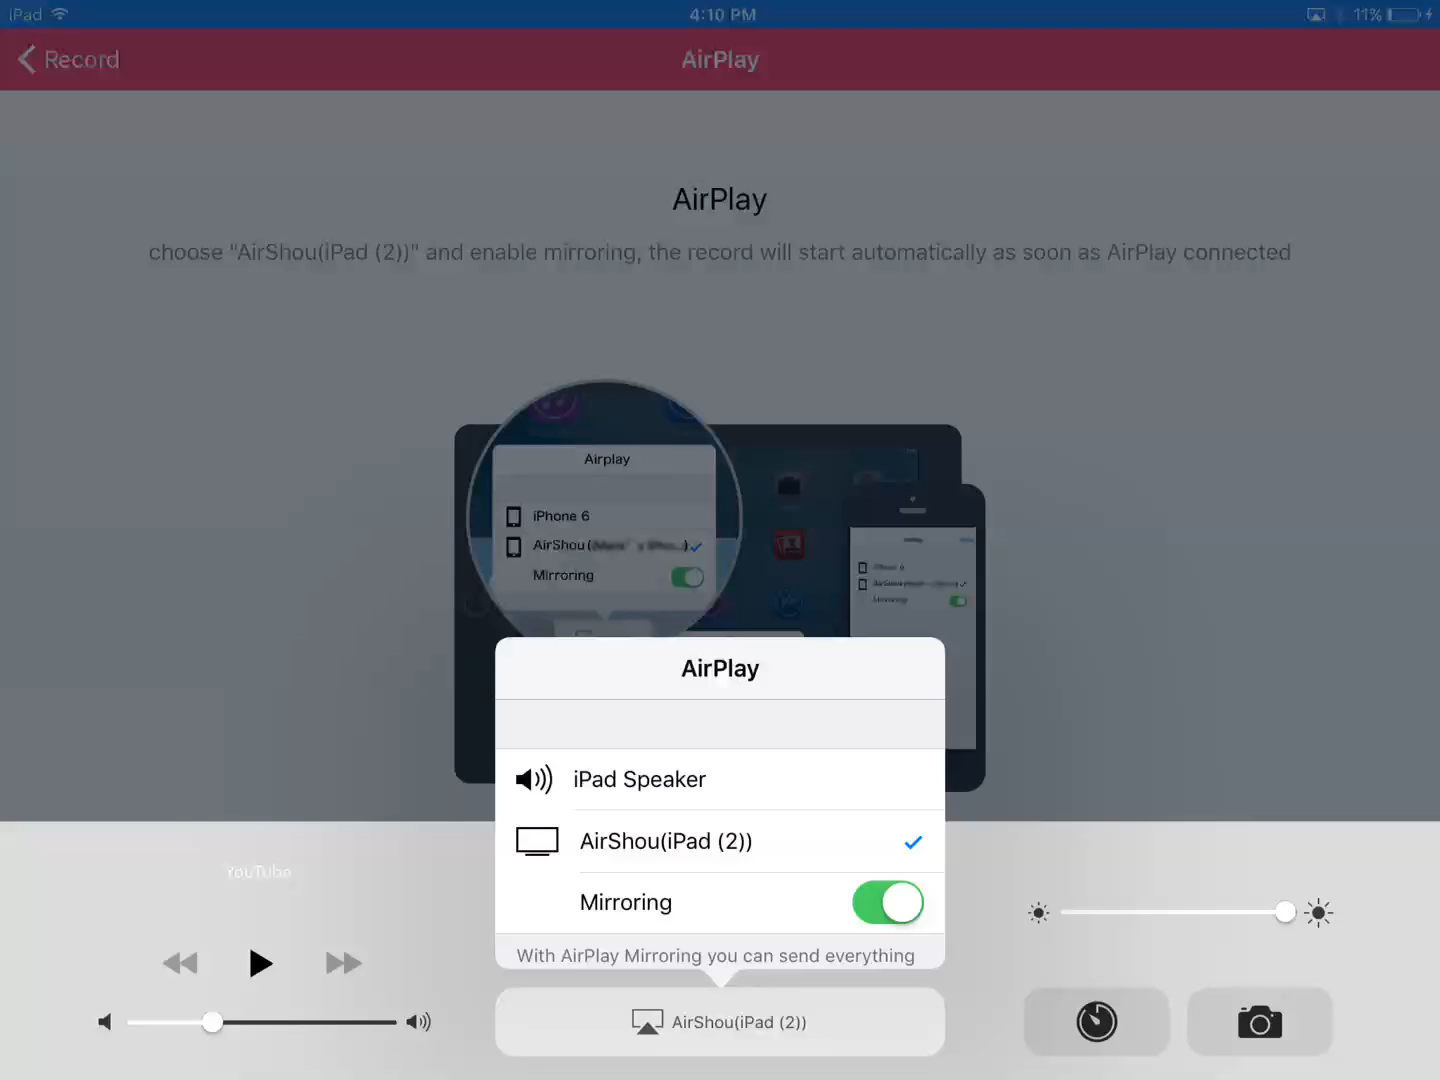 iPad
4:10 PM
11%
Record
AirPlay
AirPlay
choose "AirShou(iPad (2))" and enable mirroring, the record will start automatically as soon as AirPlay connected
Airplay
iPhone 6
AirShou(
Mirroring
AirPlay
iPad Speaker
AirShou(iPad (2))
Mirroring
With AirPlay Mirroring you can send everything
YouTube
AirShou(iPad (2))